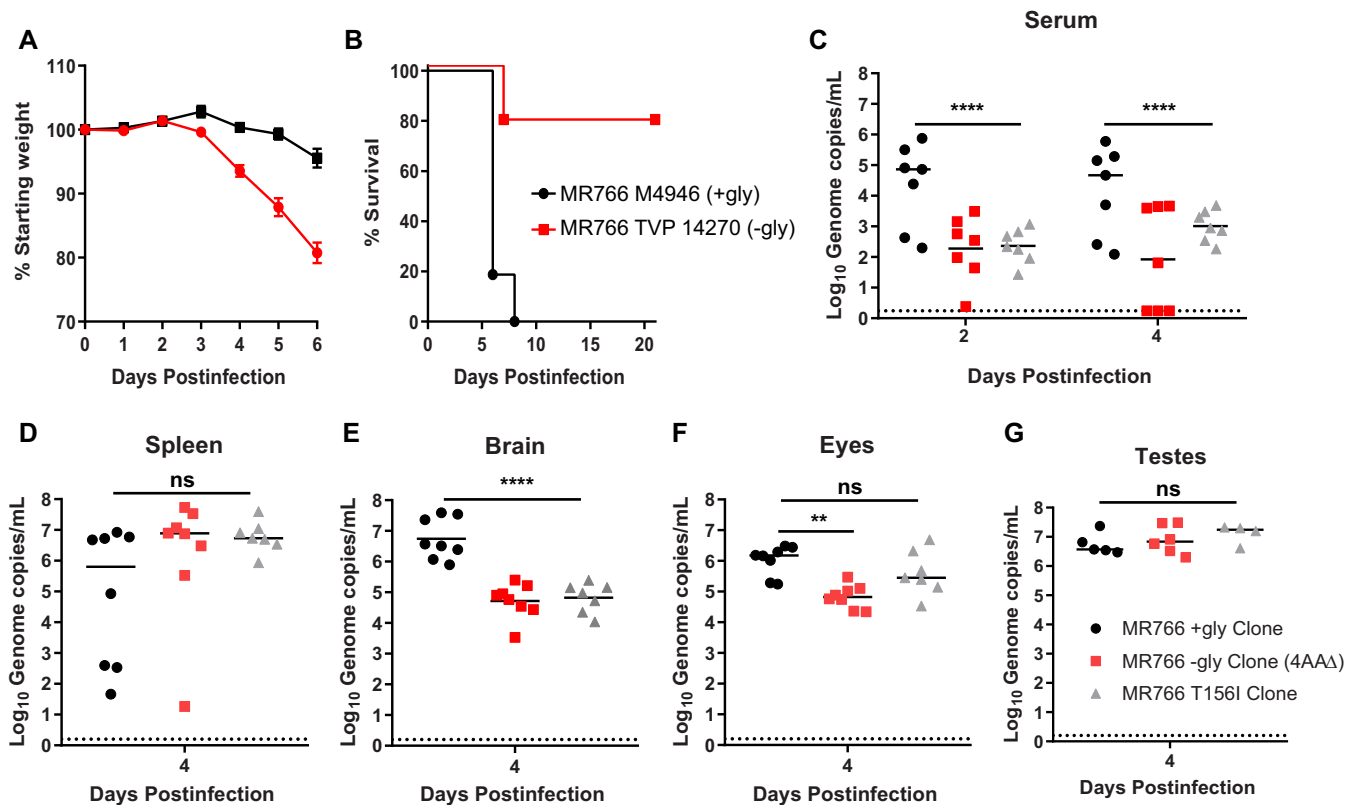 A
% Starting weight
110
100
90
80
70
0 1 2 3 4 5 6
Days Postinfection
B
% Survival
100
80
60
40
20
0
0 5 10 15 20
Days Postinfection
MR766 M4946 (+gly)
MR766 TVP 14270 (-gly)
Serum
C
Log10 Genome copies/mL
8
7
6
5
4
3
2
1
0
**** ****
2 4
Days Postinfection
D
Spleen
ns
Log10 Genome copies/mL
8
7
6
5
4
3
2
1
0
4
Days Postinfection
E
Brain
****
Log10 Genome copies/mL
8
7
6
5
4
3
2
1
0
4
Days Postinfection
F
Eyes
ns
**
Log10 Genome copies/mL
8
7
6
5
4
3
2
1
0
4
Days Postinfection
G
Testes
ns
Log10 Genome copies/mL
8
7
6
5
4
3
2
1
0
MR766 +gly Clone
MR766 -gly Clone (4AAΔ)
MR766 T156I Clone
4
Days Postinfection